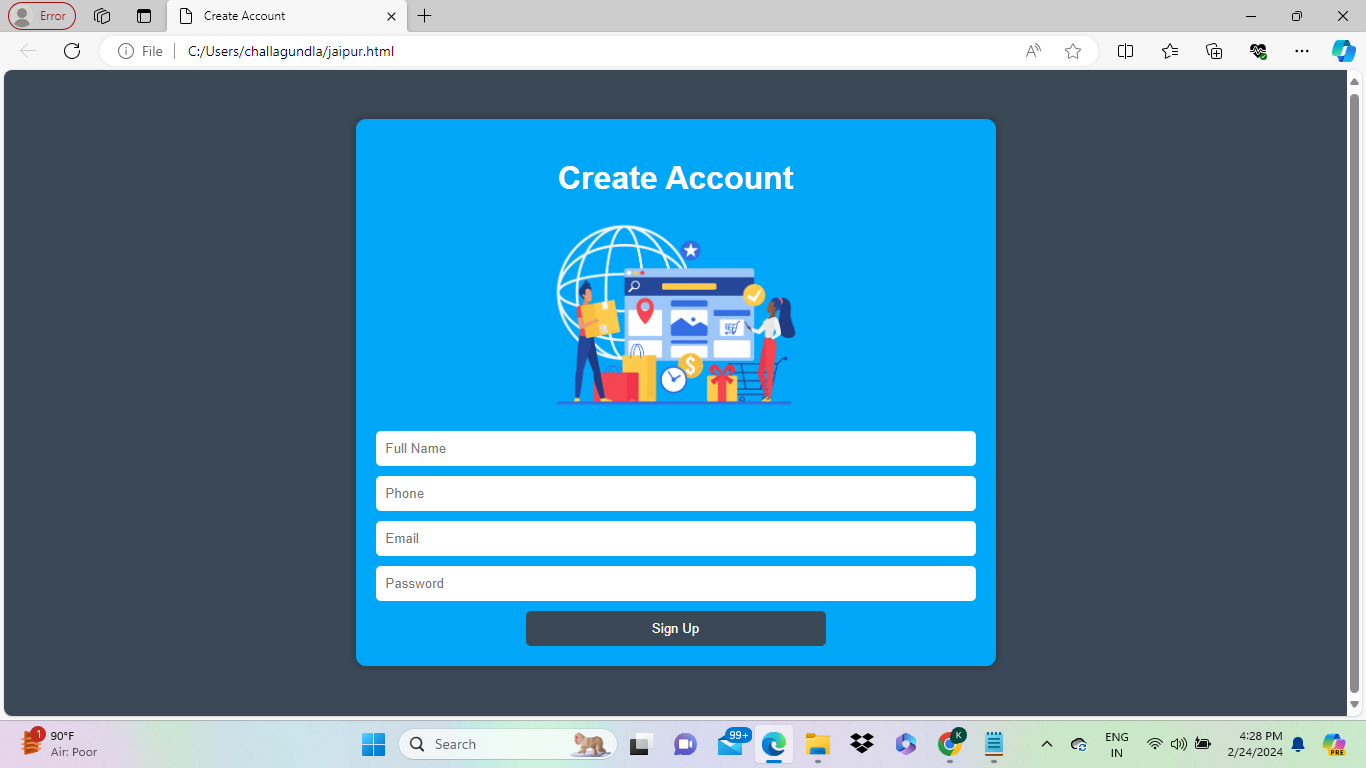 Error
Create Account
File
C:/Users/challagundla/jaipur.html
Create Account
$
Full Name
Phone
Email
Password
Sign Up
1
90°F
Air: Poor
Search
99+
K
ENG
IN
4:28 PM
2/24/2024
PRE